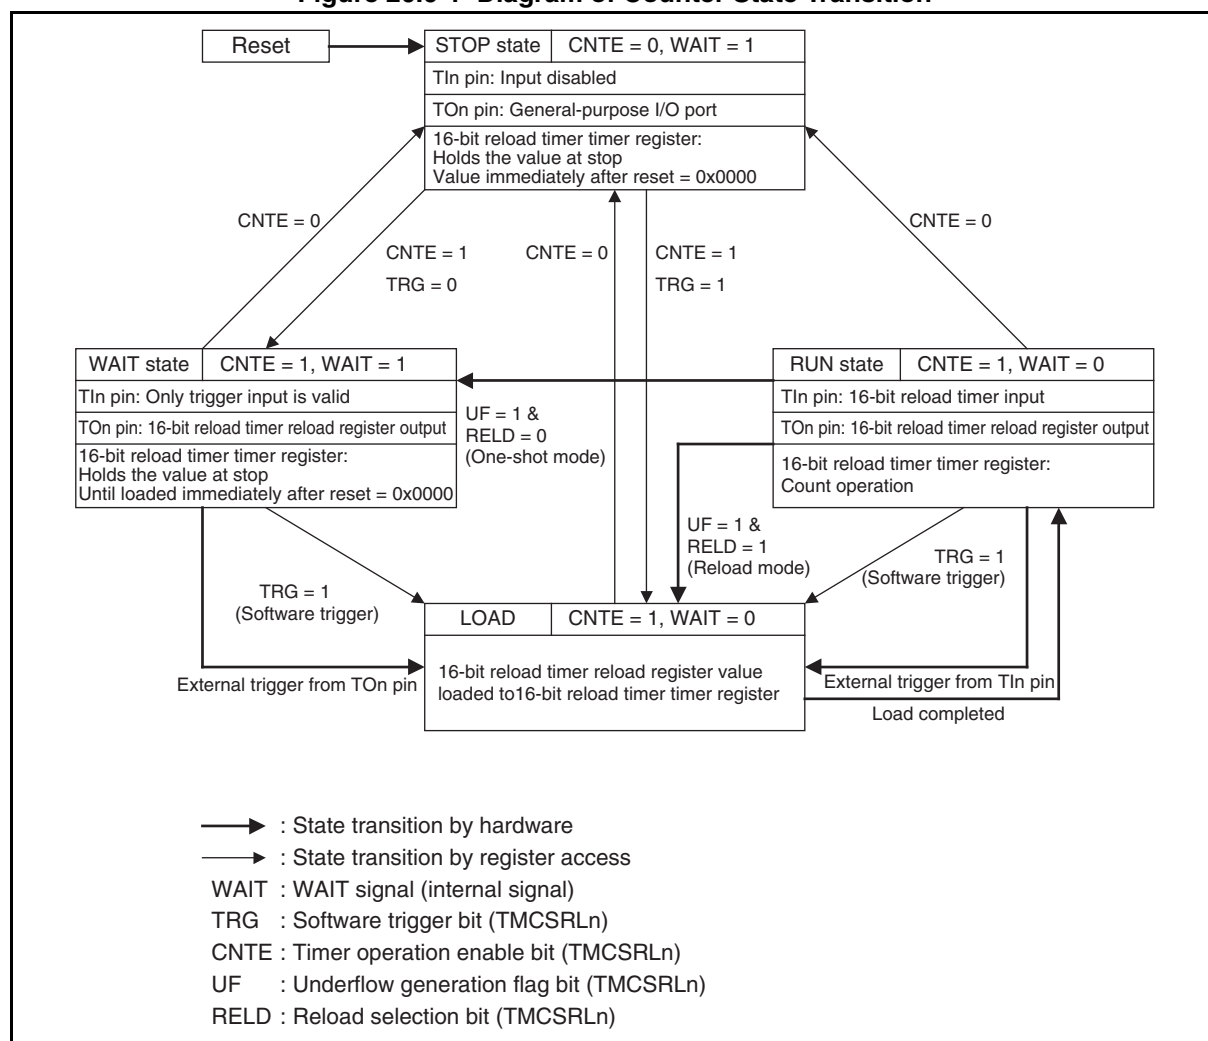 Reset
STOP state
CNTE = 0, WAIT = 1
TIn pin: Input disabled
TOn pin: General-purpose I/O port
16-bit reload timer timer register:
Holds the value at stop
Value immediately after reset = 0x0000
CNTE = 0
CNTE = 1
TRG = 0
CNTE = 0
CNTE = 1
TRG = 1
CNTE = 0
WAIT state
CNTE = 1, WAIT = 1
TIn pin: Only trigger input is valid
TOn pin: 16-bit reload timer reload register output
16-bit reload timer timer register:
Holds the value at stop
Until loaded immediately after reset = 0x0000
UF = 1 &
RELD = 0
(One-shot mode)
RUN state
CNTE = 1, WAIT = 0
TIn pin: 16-bit reload timer input
TOn pin: 16-bit reload timer reload register output
16-bit reload timer timer register:
Count operation
UF = 1 &
RELD = 1
(Reload mode)
TRG = 1
(Software trigger)
TRG = 1
(Software trigger)
LOAD
CNTE = 1, WAIT = 0
16-bit reload timer reload register value
loaded to16-bit reload timer timer register
External trigger from TOn pin
External trigger from TIn pin
Load completed
: State transition by hardware
: State transition by register access
WAIT : WAIT signal (internal signal)
TRG : Software trigger bit (TMCSRLn)
CNTE : Timer operation enable bit (TMCSRLn)
UF : Underflow generation flag bit (TMCSRLn)
RELD : Reload selection bit (TMCSRLn)